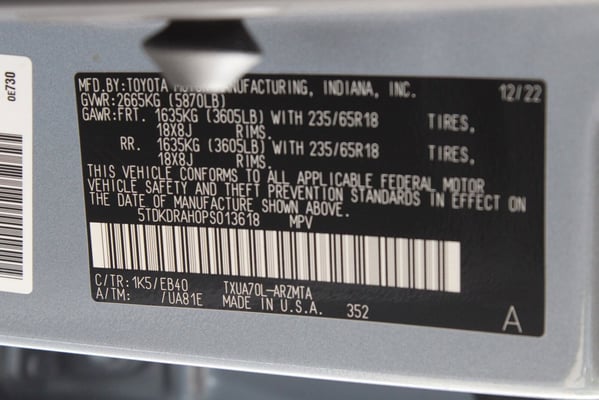 0E730
MFD.BY:TOYOTA MOTOR MANUFACTURING, INDIANA, INC. 12/22
GVWR:2665KG (5870LB)
GAWR:FRT. 1635KG (3605LB) WITH 235/65R18 TIRES,
18X8J RIMS.
RR. 1635KG (3605LB) WITH 235/65R18 TIRES,
18X8J RIMS.
THIS VEHICLE CONFORMS TO ALL APPLICABLE FEDERAL MOTOR
VEHICLE SAFETY AND THEFT PREVENTION STANDARDS IN EFFECT ON
THE DATE OF MANUFACTURE SHOWN ABOVE.
5TDKDRAH0PS013618 MPV
C/TR:1K5/EB40 TXUA70L-ARZMTA
A/TM: /UA81E MADE IN U.S.A. 352
A